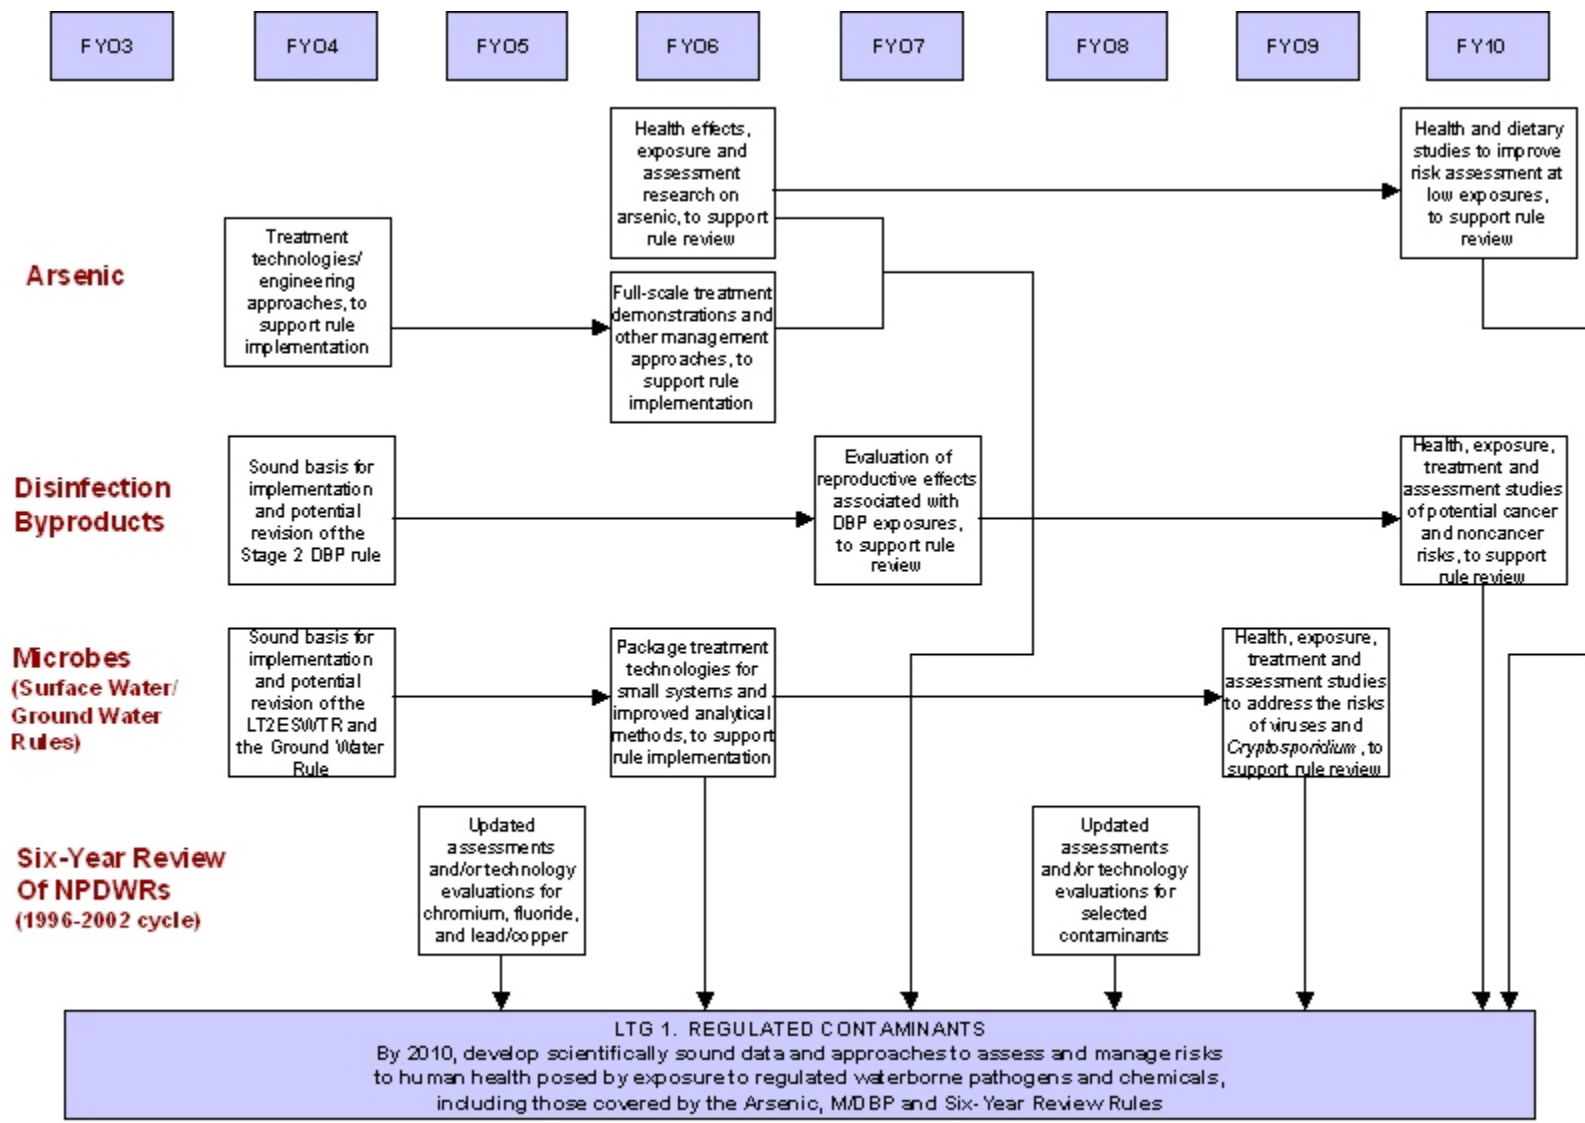 FY03
FY04
FY05
FY06
FY07
FY08
FY09
FY10
Arsenic
Treatment
technologies/
engineering
approaches, to
support rule
implementation
Health effects,
exposure and
assessment
research on
arsenic, to support
rule review
Full-scale treatment
demonstrations and
other management
approaches, to
support rule
implementation
Health and dietary
studies to improve
risk assessment at
low exposures,
to support rule
review
Disinfection
Byproducts
Sound basis for
implementation
and potential
revision of the
Stage 2 DBP rule
Evaluation of
reproductive effects
associated with
DBP exposures,
to support rule
review
Health, exposure,
treatment and
assessment studies
of potential cancer
and noncancer
risks, to support
rule review
Microbes
(Surface Water/
Ground Water
Rules)
Sound basis for
implementation
and potential
revision of the
LT2ESWTR and
the Ground Water
Rule
Package treatment
technologies for
small systems and
improved analytical
methods, to support
rule implementation
Health, exposure,
treatment and
assessment studies
to address the risks
of viruses and
Cryptosporidium, to
support rule review
Six-Year Review
Of NPDWRs
(1996-2002 cycle)
Updated
assessments
and/or technology
evaluations for
chromium, fluoride,
and lead/copper
Updated
assessments
and/or technology
evaluations for
selected
contaminants
LTG 1. REGULATED CONTAMINANTS
By 2010, develop scientifically sound data and approaches to assess and manage risks
to human health posed by exposure to regulated waterborne pathogens and chemicals,
including those covered by the Arsenic, M/DBP and Six-Year Review Rules